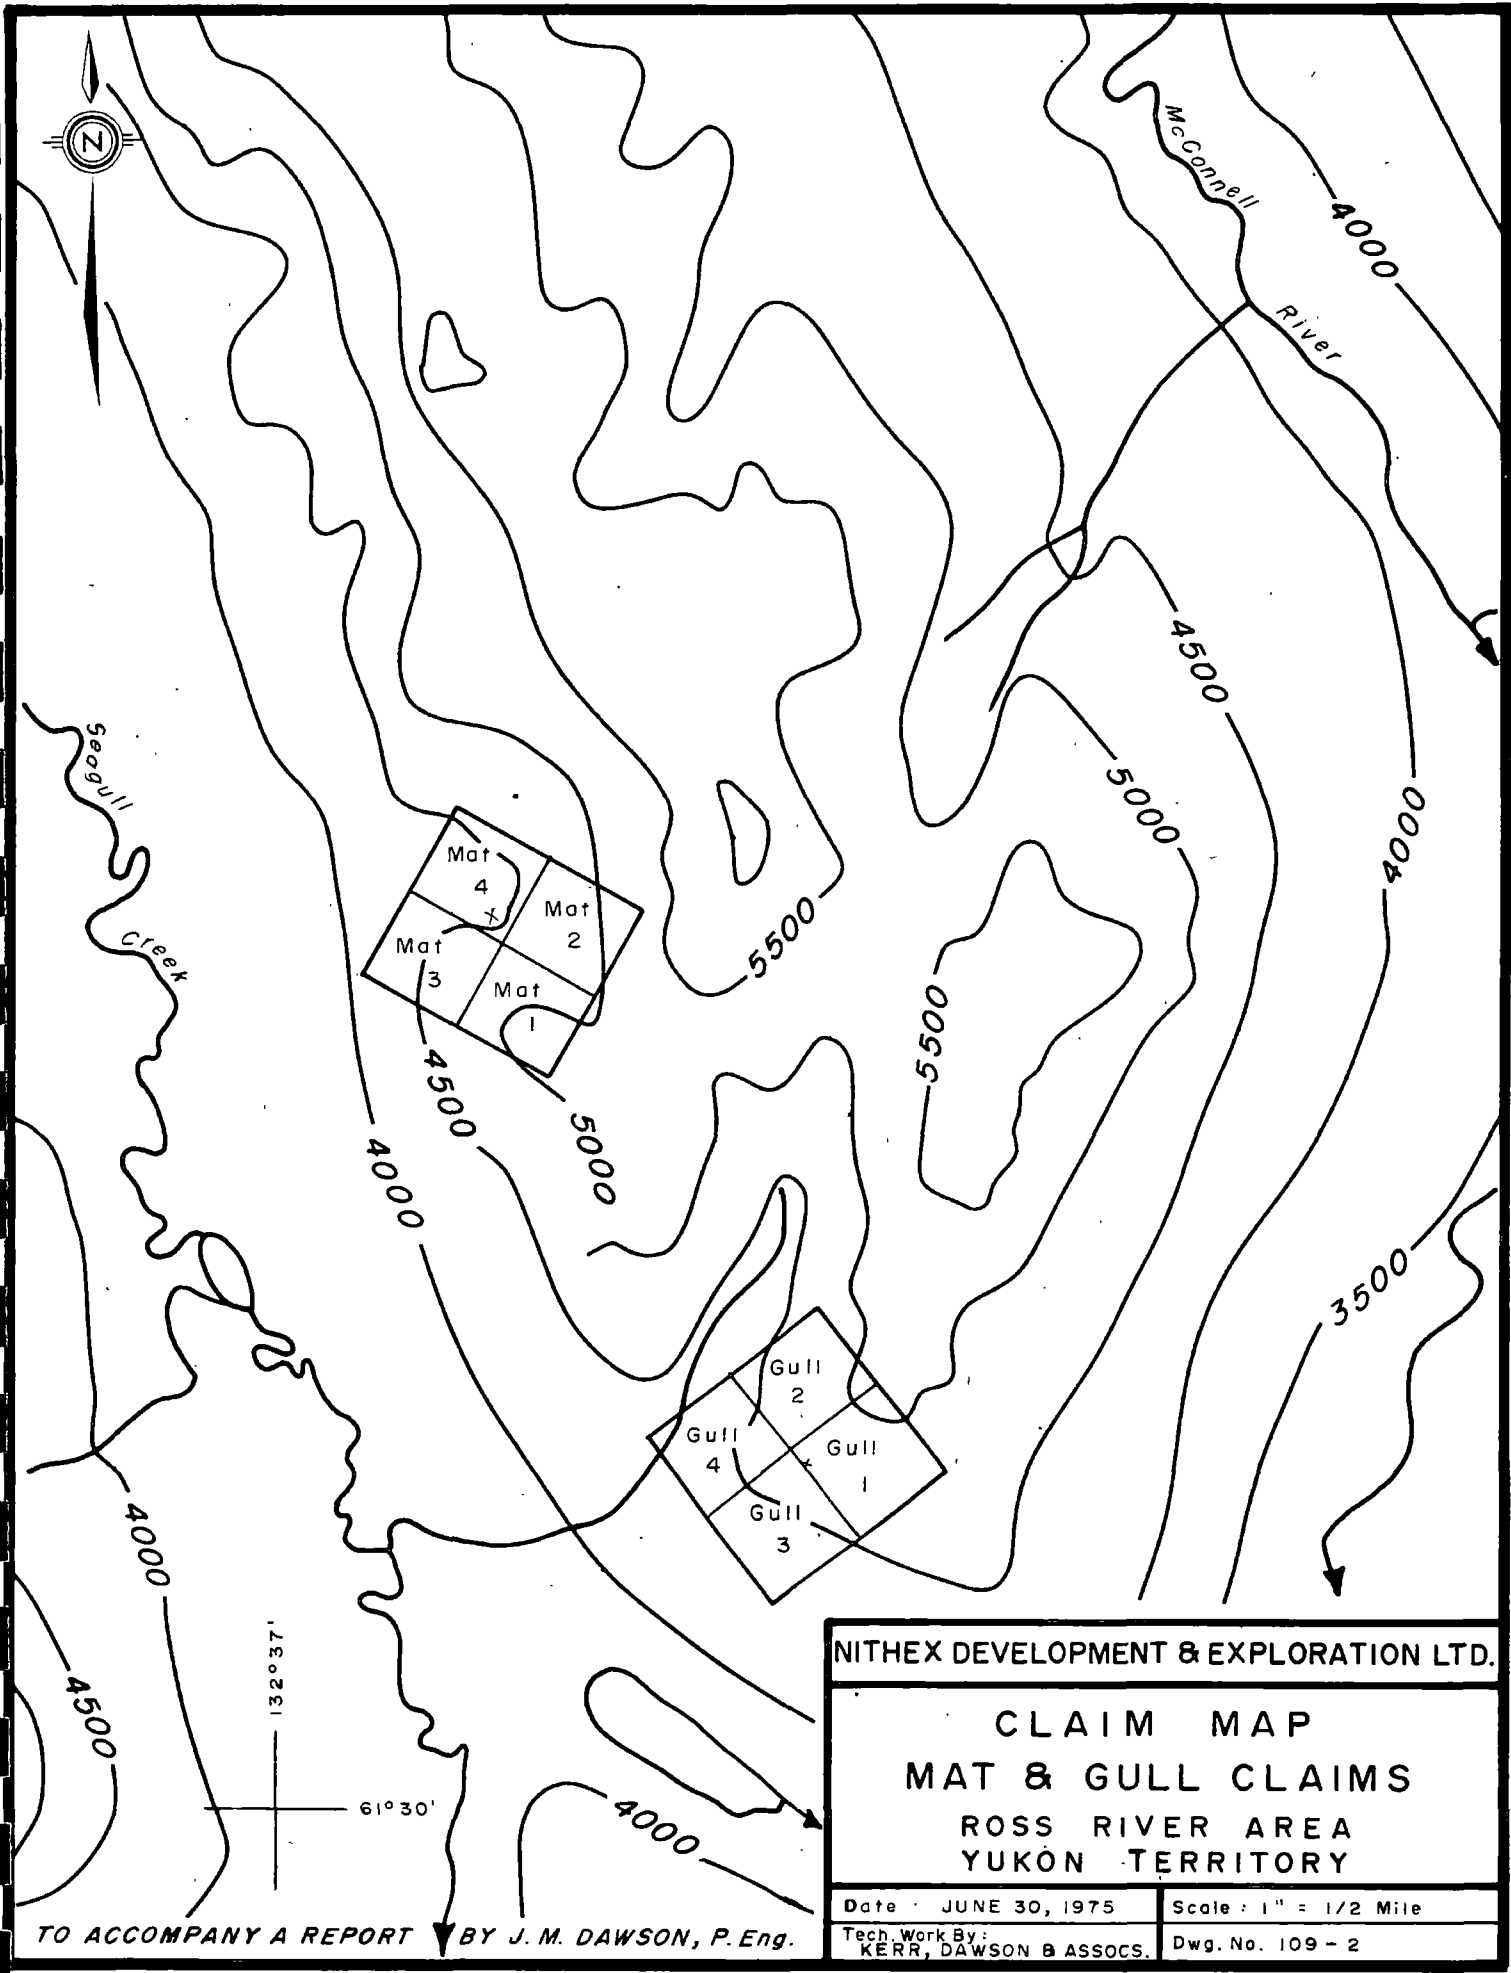 N
McConnell
River
4000
4500
5000
4000
Seagull
Creek
Mat
4
Mat
2
Mat
3
Mat
1
5500
5500
4500
5000
4000
3500
Gull
2
Gull
4
Gull
1
Gull
3
4000
4500
132°37'
61°30'
4000
TO ACCOMPANY A REPORT BY J. M. DAWSON, P. Eng.
NITHEX DEVELOPMENT & EXPLORATION LTD.
CLAIM MAP
MAT & GULL CLAIMS
ROSS RIVER AREA
YUKON TERRITORY
Date : JUNE 30, 1975
Scale : 1" = 1/2 Mile
Tech. Work By :
KERR, DAWSON & ASSOCS.
Dwg. No. 109 - 2